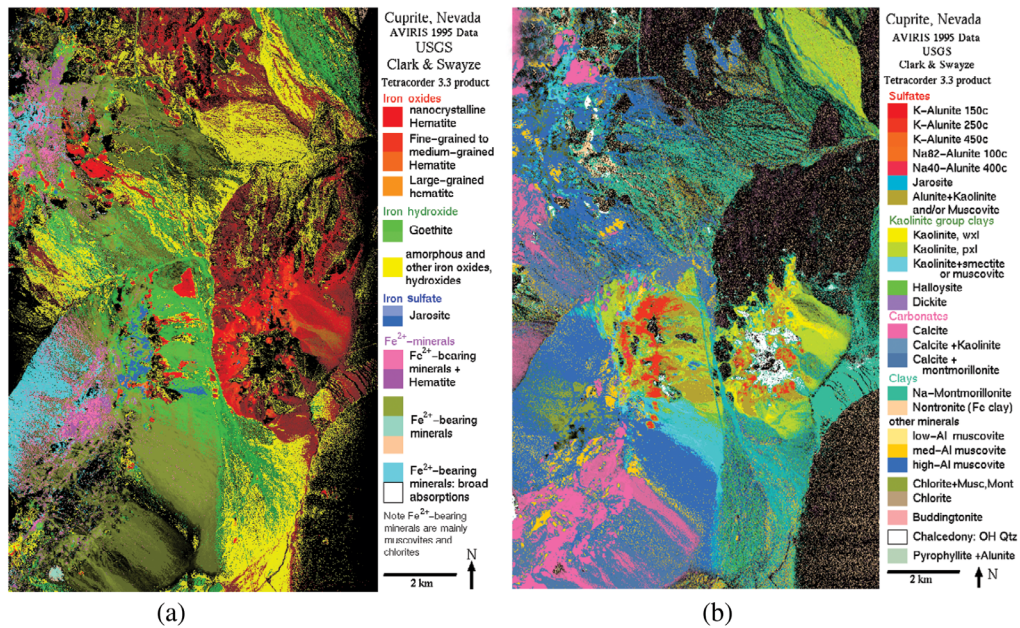 Cuprite, Nevada
AVIRIS 1995 Data
USGS
Clark & Swayze
Tetracorder 3.3 product
Iron oxides
nanocrystalline
Hematite
Fine-grained to
medium-grained
Hematite
Large-grained
hematite
Iron hydroxide
Goethite
amorphous and
other iron oxides,
hydroxides
Iron sulfate
Jarosite
Fe2+-minerals
Fe2+-bearing
minerals +
Hematite
Fe2+-bearing
minerals
Fe2+-bearing
minerals: broad
absorptions
Note Fe2+-bearing
minerals are mainly
muscovites and
chlorites
N
2 km
(a)
Cuprite, Nevada
AVIRIS 1995 Data
USGS
Clark & Swayze
Tetracorder 3.3 product
Sulfates
K-Alunite 150c
K-Alunite 250c
K-Alunite 450c
Na82-Alunite 100c
Na40-Alunite 400c
Jarosite
Alunite+Kaolinite
and/or Muscovite
Kaolinite group clays
Kaolinite, wxl
Kaolinite, pxl
Kaolinite+smectite
or muscovite
Halloysite
Dickite
Carbonates
Calcite
Calcite +Kaolinite
Calcite +
montmorillonite
Clays
Na-Montmorillonite
Nontronite (Fe clay)
other minerals
low-Al muscovite
med-Al muscovite
high-Al muscovite
Chlorite+Musc,Mont
Chlorite
Buddingtonite
Chalcedony: OH Qtz
Pyrophyllite +Alunite
2 km
N
(b)